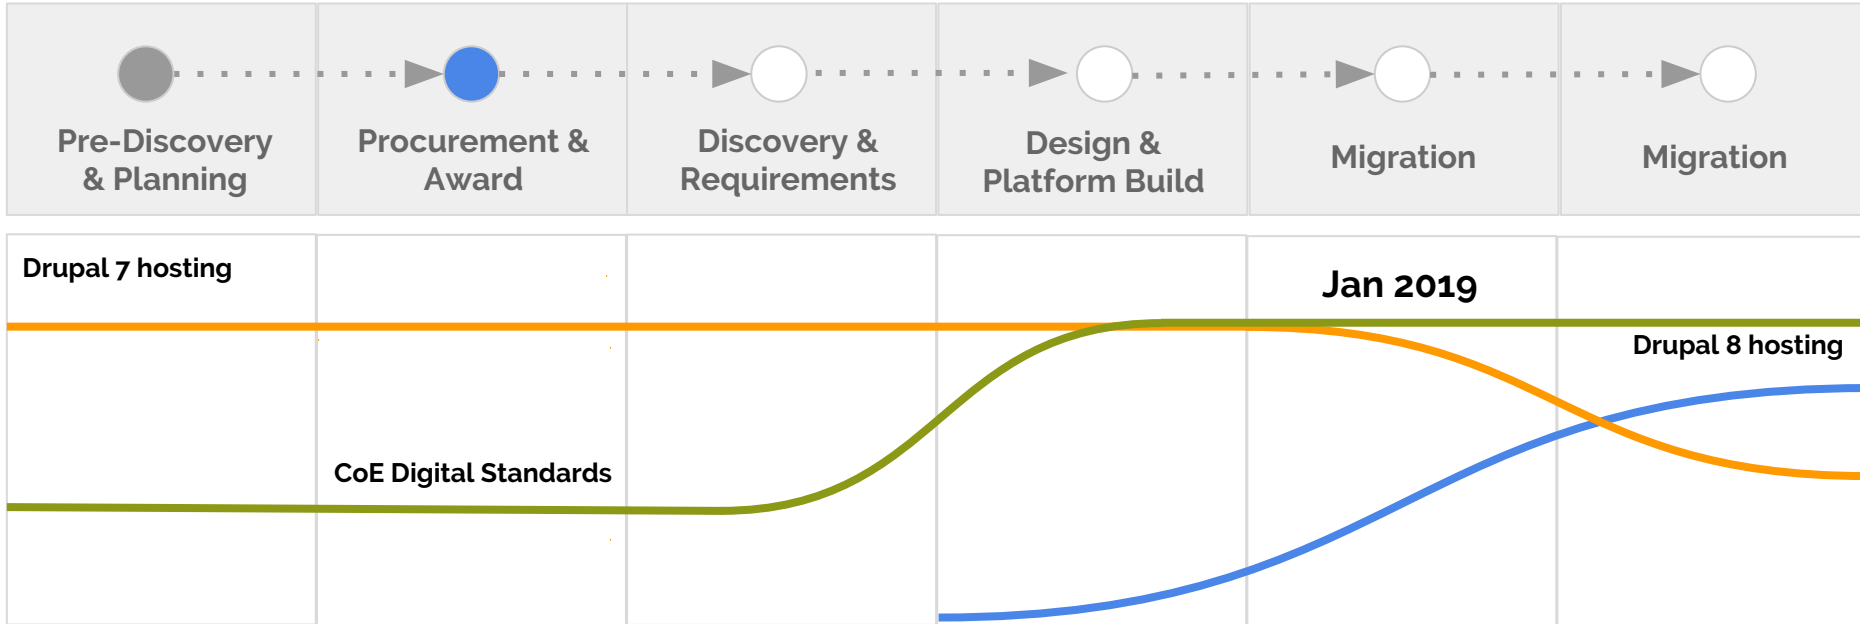 Pre-Discovery
& Planning
Procurement &
Award
Discovery &
Requirements
Design &
Platform Build
Migration
Migration
Drupal 7 hosting
Jan 2019
Drupal 8 hosting
CoE Digital Standards